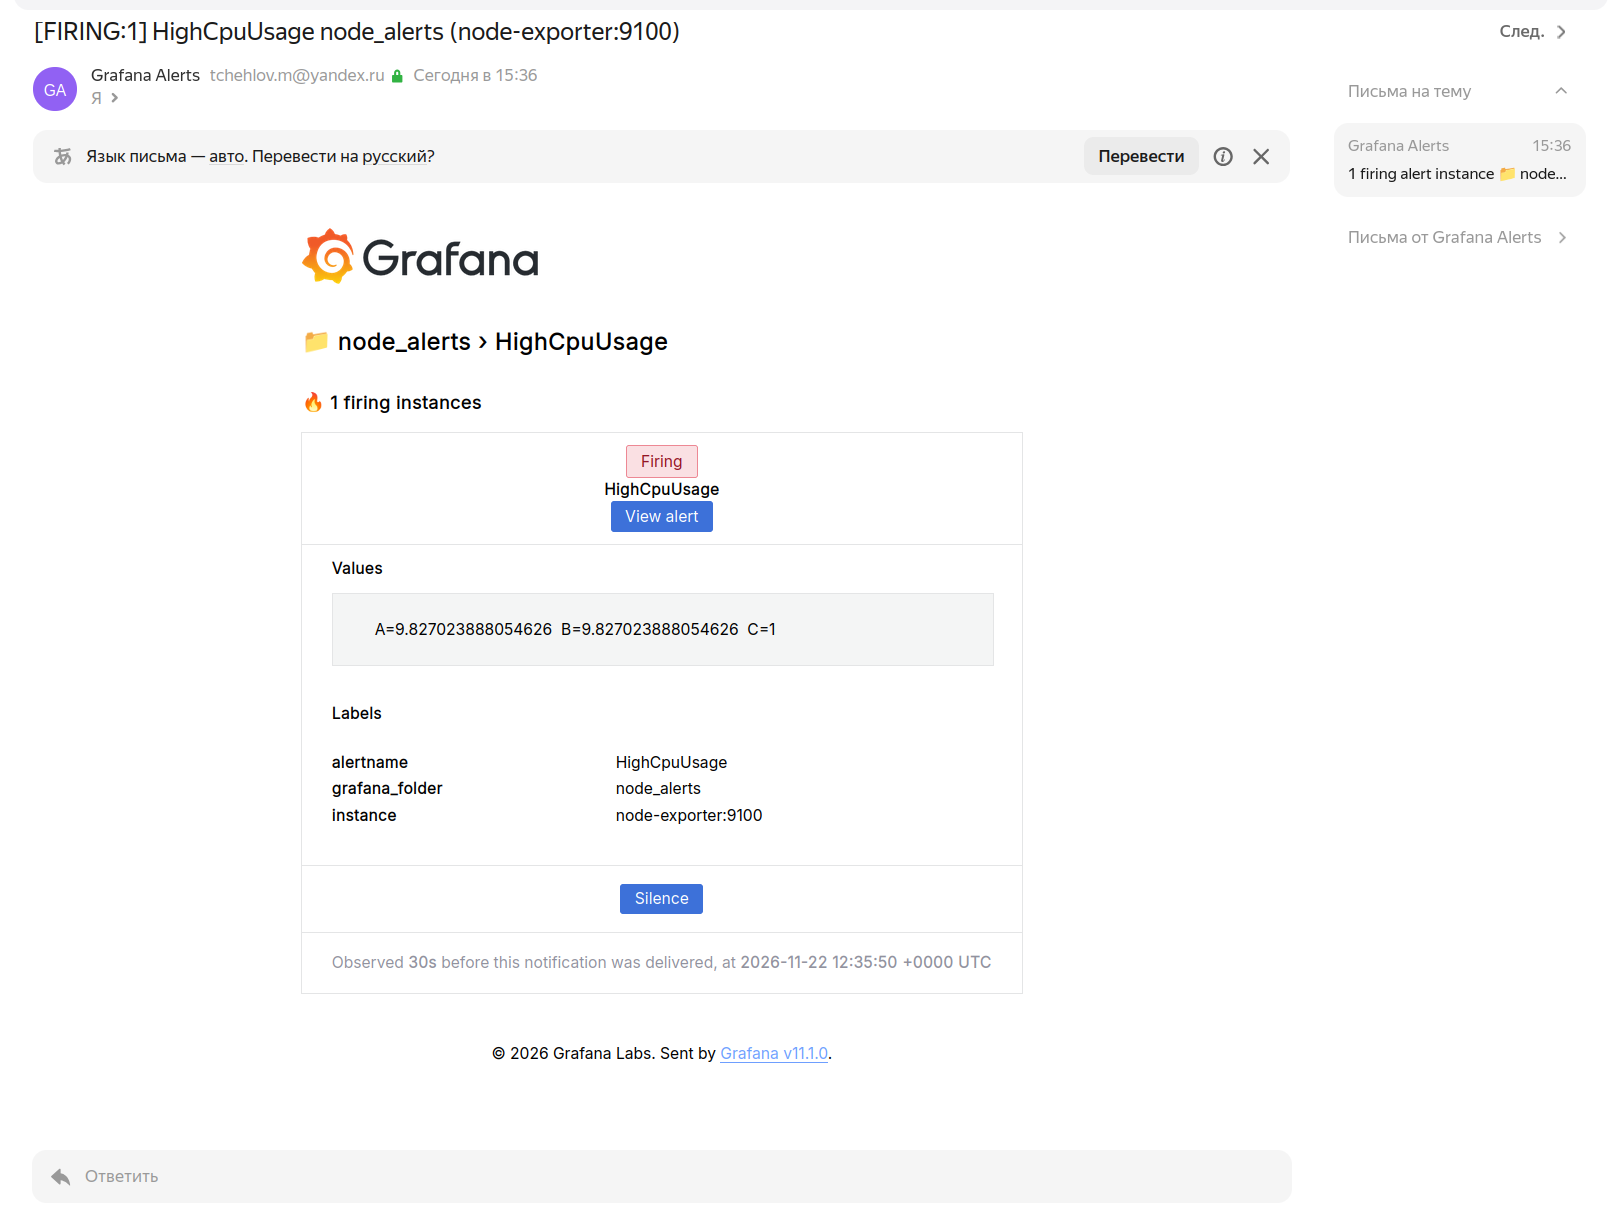 [FIRING:1] HighCpuUsage node_alerts (node-exporter:9100)
След.
GA
Grafana Alerts tchehlov.m@yandex.ru Сегодня в 15:36
Я
Письма на тему
Grafana Alerts 15:36
1 firing alert instance 📁 node...
Письма от Grafana Alerts
あ Язык письма — авто. Перевести на русский?
Перевести
Grafana
📁 node_alerts › HighCpuUsage
🔥 1 firing instances
Firing
HighCpuUsage
View alert
Values
A=9.827023888054626 B=9.827023888054626 C=1
Labels
alertname HighCpuUsage
grafana_folder node_alerts
instance node-exporter:9100
Silence
Observed 30s before this notification was delivered, at 2026-11-22 12:35:50 +0000 UTC
© 2026 Grafana Labs. Sent by Grafana v11.1.0.
Ответить